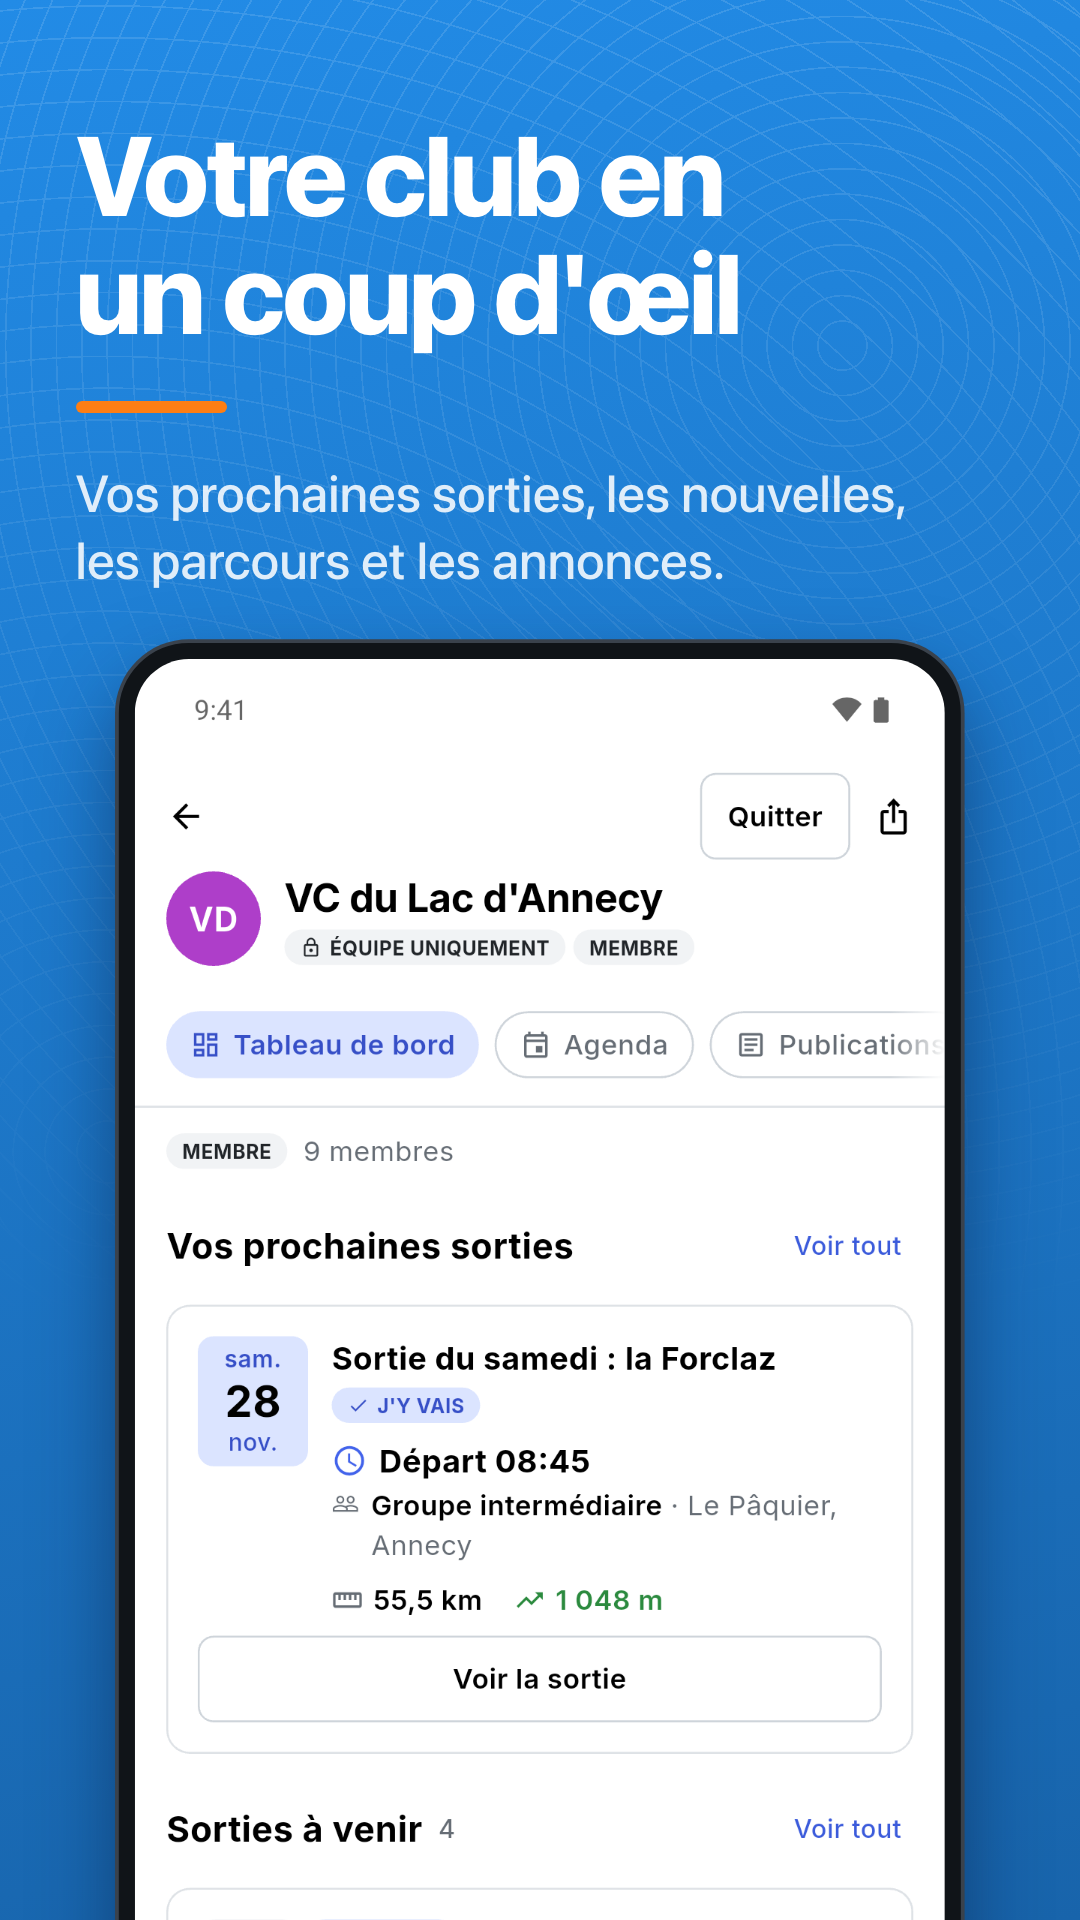 Votre club en
un coup d'œil
Vos prochaines sorties, les nouvelles,
les parcours et les annonces.
9:41
Quitter
VD
VC du Lac d'Annecy
ÉQUIPE UNIQUEMENT
MEMBRE
Tableau de bord
Agenda
Publications
MEMBRE
9 membres
Vos prochaines sorties
Voir tout
sam.
28
nov.
Sortie du samedi : la Forclaz
J'Y VAIS
Départ 08:45
Groupe intermédiaire · Le Pâquier,
Annecy
55,5 km
1 048 m
Voir la sortie
Sorties à venir 4
Voir tout